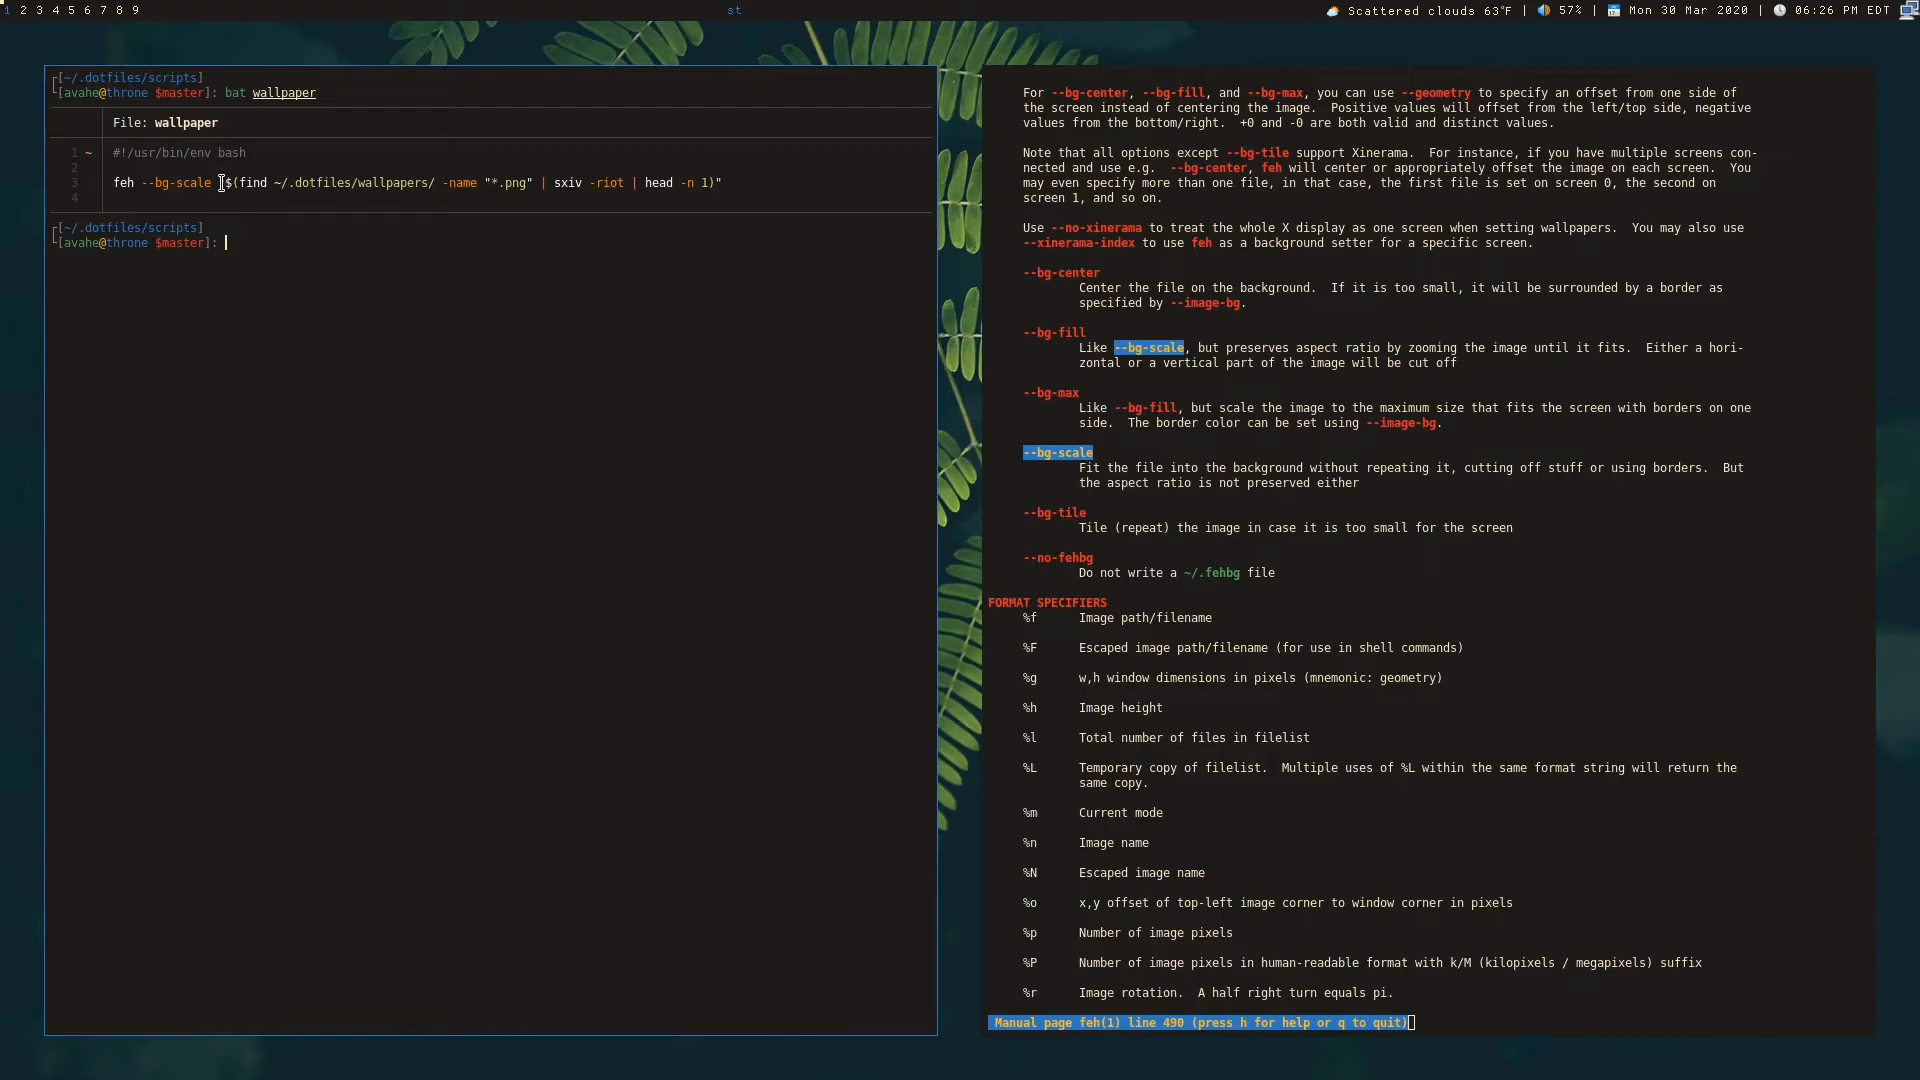 1 2 3 4 5 6 7 8 9
st
Scattered clouds 63°F | 57% | Mon 30 Mar 2020 | 06:26 PM EDT
┌[~/.dotfiles/scripts]
└[avahe@throne $master]: bat wallpaper
File: wallpaper
1 ~ #!/usr/bin/env bash
2
3 feh --bg-scale "$(find ~/.dotfiles/wallpapers/ -name "*.png" | sxiv -riot | head -n 1)"
4
┌[~/.dotfiles/scripts]
└[avahe@throne $master]:
For --bg-center, --bg-fill, and --bg-max, you can use --geometry to specify an offset from one side of
the screen instead of centering the image. Positive values will offset from the left/top side, negative
values from the bottom/right. +0 and -0 are both valid and distinct values.
Note that all options except --bg-tile support Xinerama. For instance, if you have multiple screens con-
nected and use e.g. --bg-center, feh will center or appropriately offset the image on each screen. You
may even specify more than one file, in that case, the first file is set on screen 0, the second on
screen 1, and so on.
Use --no-xinerama to treat the whole X display as one screen when setting wallpapers. You may also use
--xinerama-index to use feh as a background setter for a specific screen.
--bg-center
Center the file on the background. If it is too small, it will be surrounded by a border as
specified by --image-bg.
--bg-fill
Like --bg-scale, but preserves aspect ratio by zooming the image until it fits. Either a hori-
zontal or a vertical part of the image will be cut off
--bg-max
Like --bg-fill, but scale the image to the maximum size that fits the screen with borders on one
side. The border color can be set using --image-bg.
--bg-scale
Fit the file into the background without repeating it, cutting off stuff or using borders. But
the aspect ratio is not preserved either
--bg-tile
Tile (repeat) the image in case it is too small for the screen
--no-fehbg
Do not write a ~/.fehbg file
FORMAT SPECIFIERS
%f Image path/filename
%F Escaped image path/filename (for use in shell commands)
%g w,h window dimensions in pixels (mnemonic: geometry)
%h Image height
%l Total number of files in filelist
%L Temporary copy of filelist. Multiple uses of %L within the same format string will return the
same copy.
%m Current mode
%n Image name
%N Escaped image name
%o x,y offset of top-left image corner to window corner in pixels
%p Number of image pixels
%P Number of image pixels in human-readable format with k/M (kilopixels / megapixels) suffix
%r Image rotation. A half right turn equals pi.
Manual page feh(1) line 490 (press h for help or q to quit)